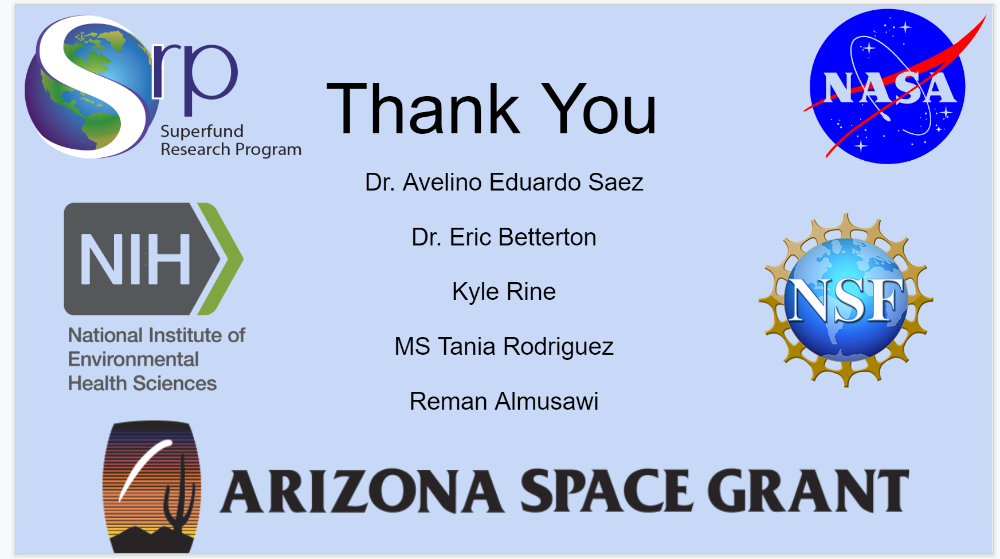 Srp
Superfund
Research Program
NASA
Thank You
Dr. Avelino Eduardo Saez
Dr. Eric Betterton
Kyle Rine
MS Tania Rodriguez
Reman Almusawi
NIH
National Institute of
Environmental
Health Sciences
NSF
ARIZONA SPACE GRANT